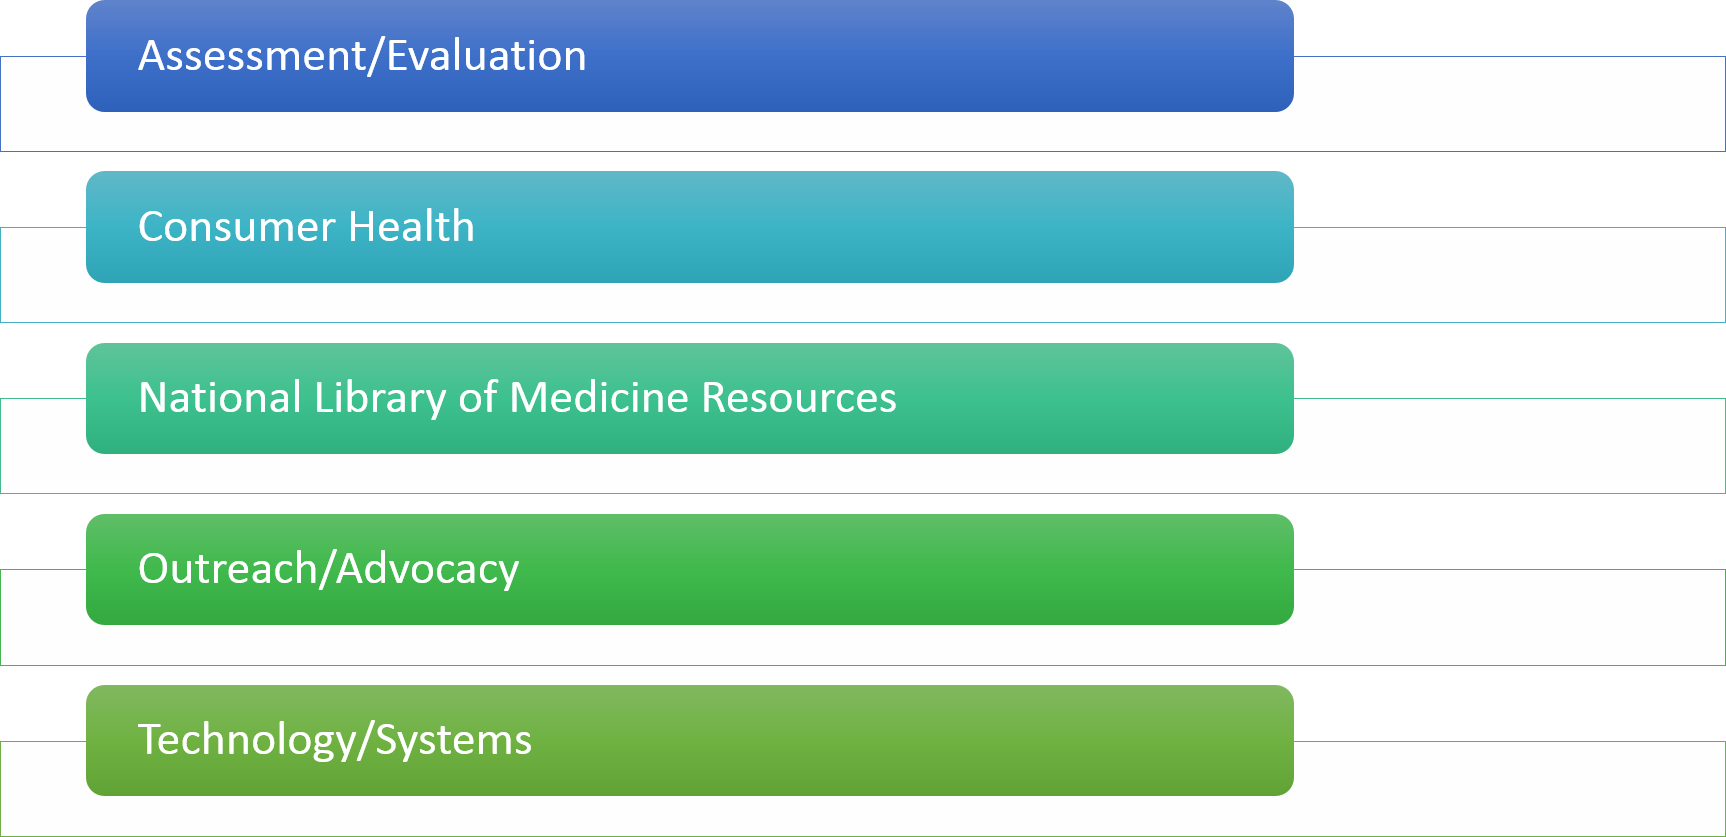 Assessment/Evaluation
Consumer Health
National Library of Medicine Resources
Outreach/Advocacy
Technology/Systems